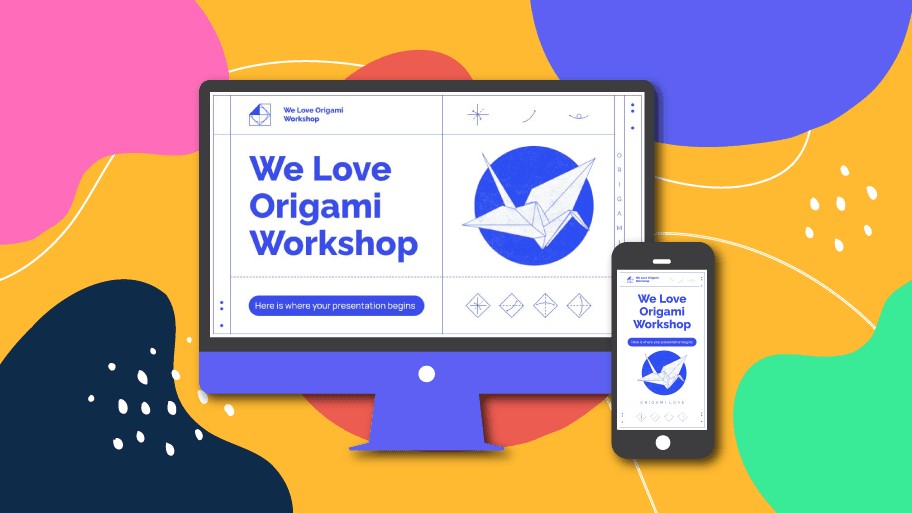 We Love Origami
Workshop
We Love
Origami
Workshop
Here is where your presentation begins
ORIGAMI
We Love Origami
Workshop
We Love
Origami
Workshop
Here is where your presentation begins
ORIGAMI LOVE